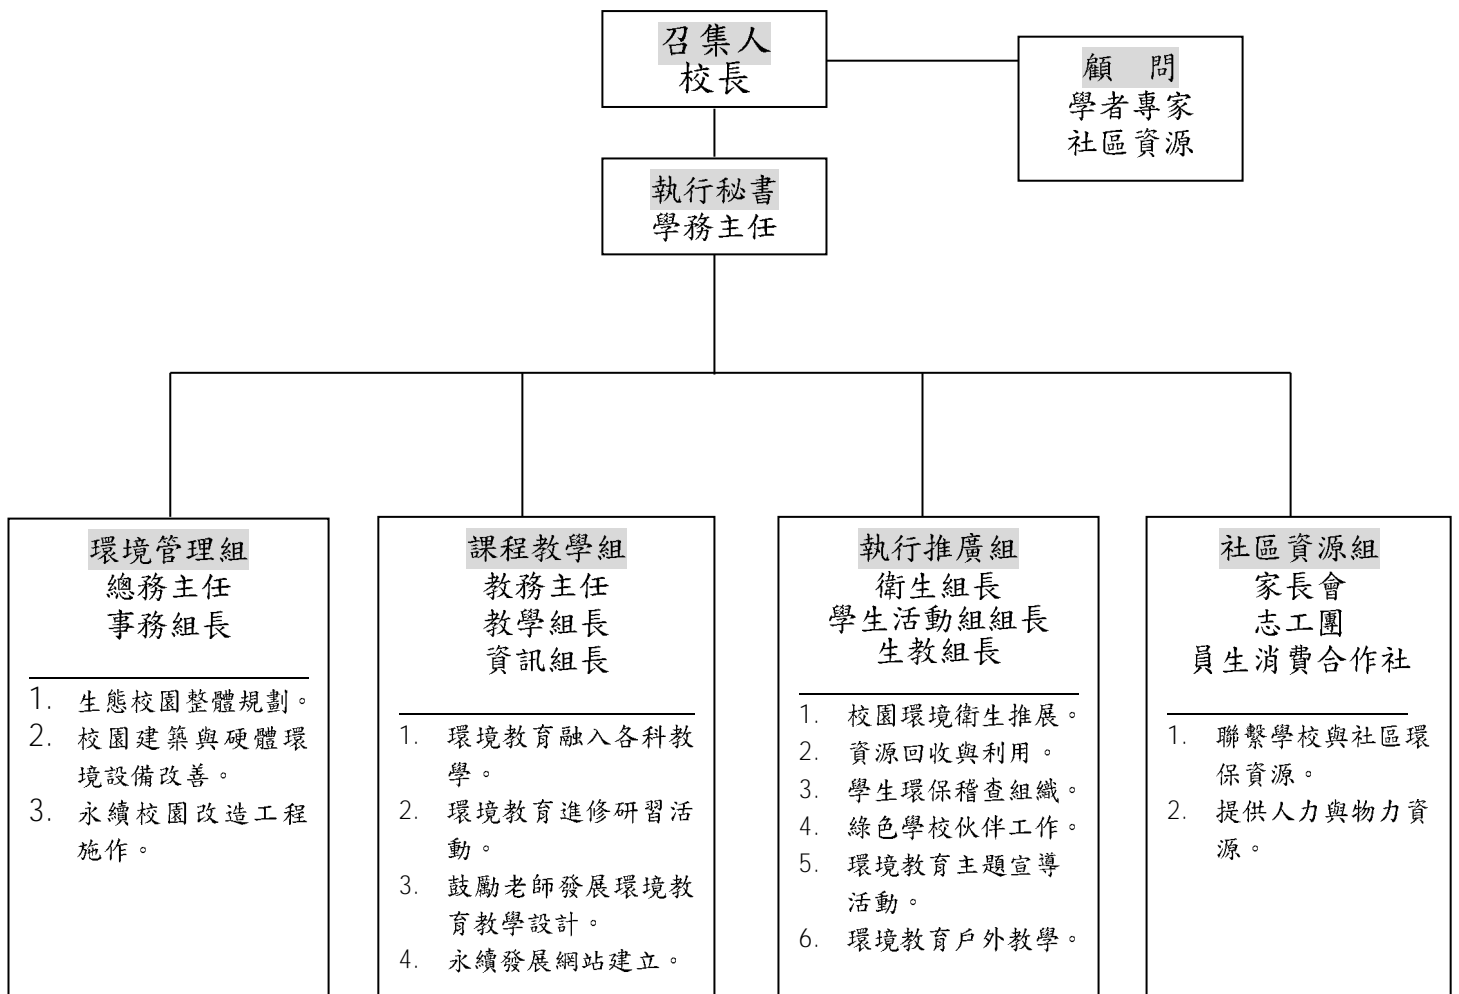 召集人
校長
顧　問
學者專家
社區資源
執行秘書
學務主任
環境管理組
總務主任
事務組長
1. 生態校園整體規劃。
2. 校園建築與硬體環
境設備改善。
3. 永續校園改造工程
施作。
課程教學組
教務主任
教學組長
資訊組長
1. 環境教育融入各科教
學。
2. 環境教育進修研習活
動。
3. 鼓勵老師發展環境教
育教學設計。
4. 永續發展網站建立。
執行推廣組
衛生組長
學生活動組組長
生教組長
1. 校園環境衛生推展。
2. 資源回收與利用。
3. 學生環保稽查組織。
4. 綠色學校伙伴工作。
5. 環境教育主題宣導
活動。
6. 環境教育戶外教學。
社區資源組
家長會
志工團
員生消費合作社
1. 聯繫學校與社區環
保資源。
2. 提供人力與物力資
源。